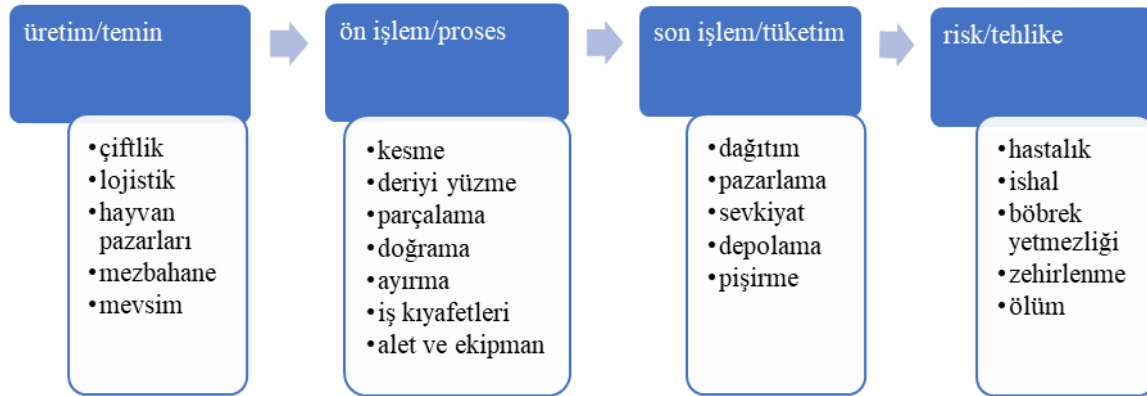 üretim/temin
•çiftlik
•lojistik
•hayvan
pazarları
•mezbahane
•mevsim
ön işlem/proses
•kesme
•deriyi yüzme
•parçalama
•doğrama
•ayırma
•iş kıyafetleri
•alet ve ekipman
son işlem/tüketim
•dağıtım
•pazarlama
•sevkiyat
•depolama
•pişirme
risk/tehlike
•hastalık
•ishal
•böbrek
yetmezliği
•zehirlenme
•ölüm